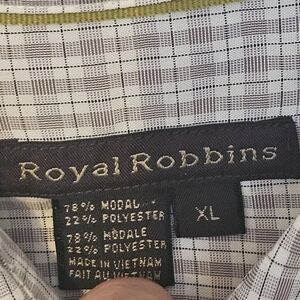 Royal Robbins
78% MODAL
22% POLYESTER
78% MODALE
22% POLYESTER
MADE IN VIETNAM
FAIT AU VIETNAM
XL